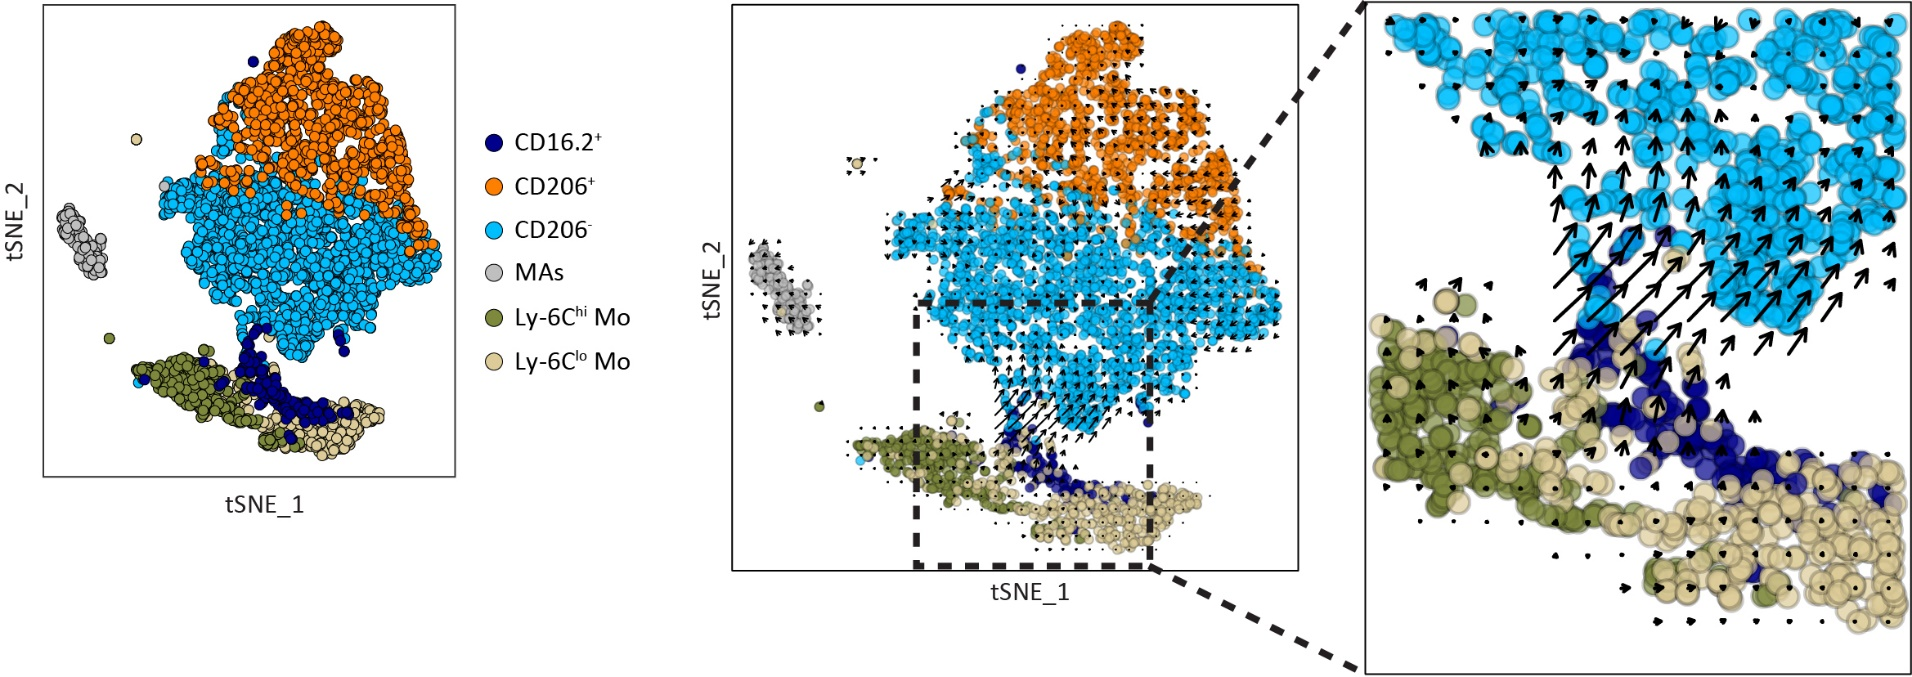 tSNE_2
tSNE_1
CD16.2⁺
CD206⁺
CD206⁻
MAs
Ly-6Cʰⁱ Mo
Ly-6Cˡᵒ Mo
tSNE_2
tSNE_1